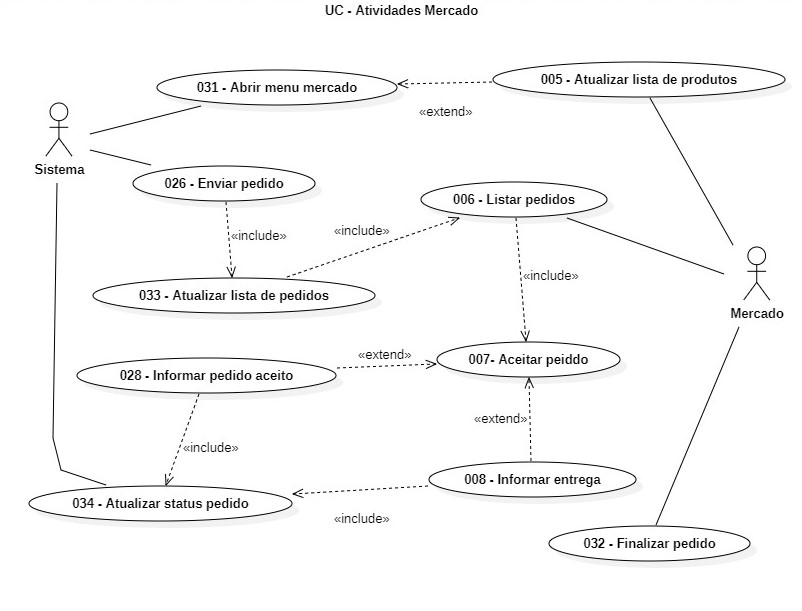 UC - Atividades Mercado
031 - Abrir menu mercado
005 - Atualizar lista de produtos
«extend»
Sistema
026 - Enviar pedido
006 - Listar pedidos
«include»
«include»
«include»
033 - Atualizar lista de pedidos
Mercado
«extend»
007- Aceitar peiddo
028 - Informar pedido aceito
«extend»
«include»
008 - Informar entrega
034 - Atualizar status pedido
«include»
032 - Finalizar pedido